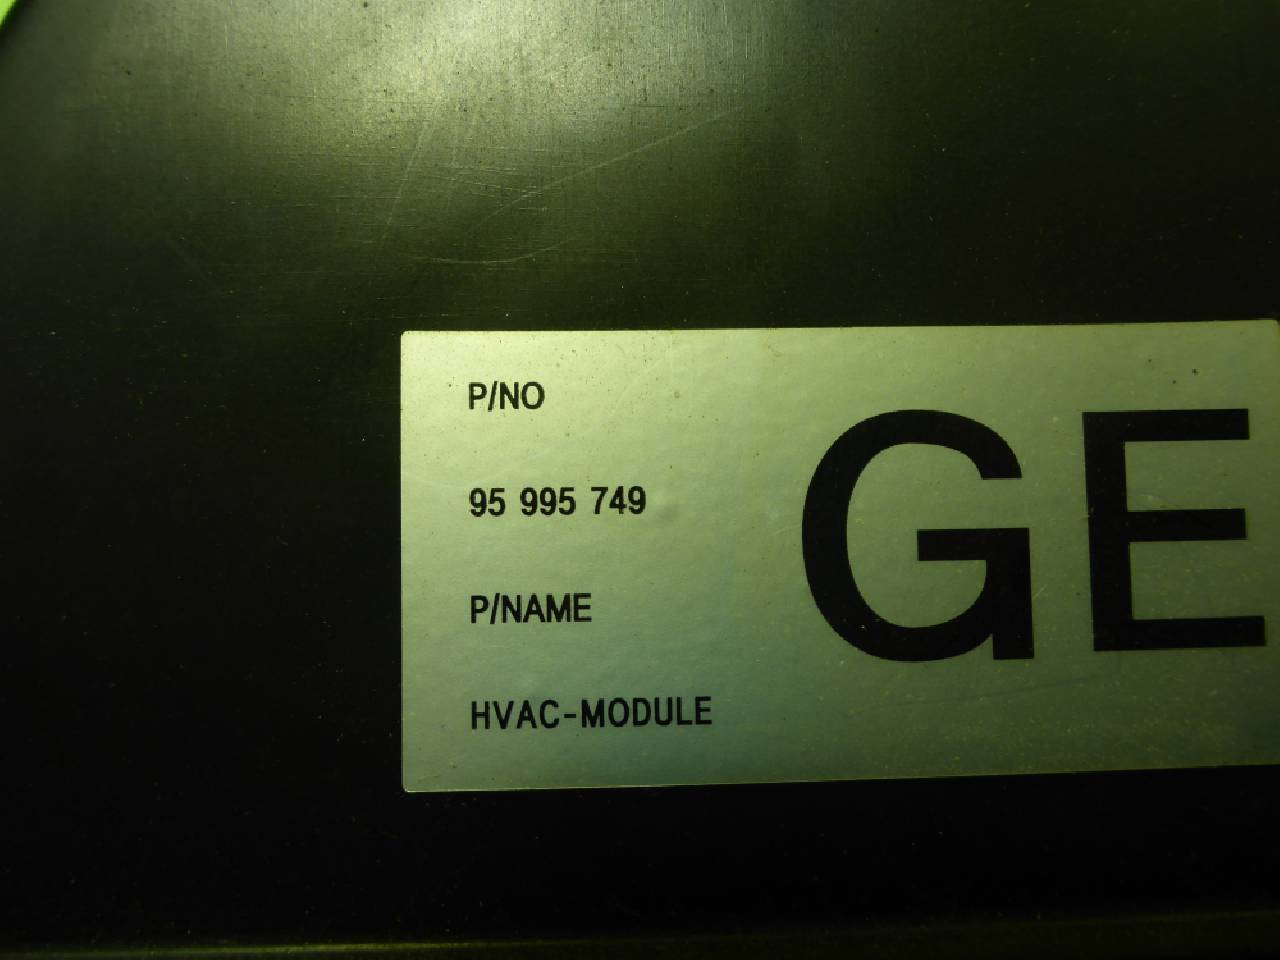 P/NO
95 995 749
P/NAME
HVAC-MODULE
GE